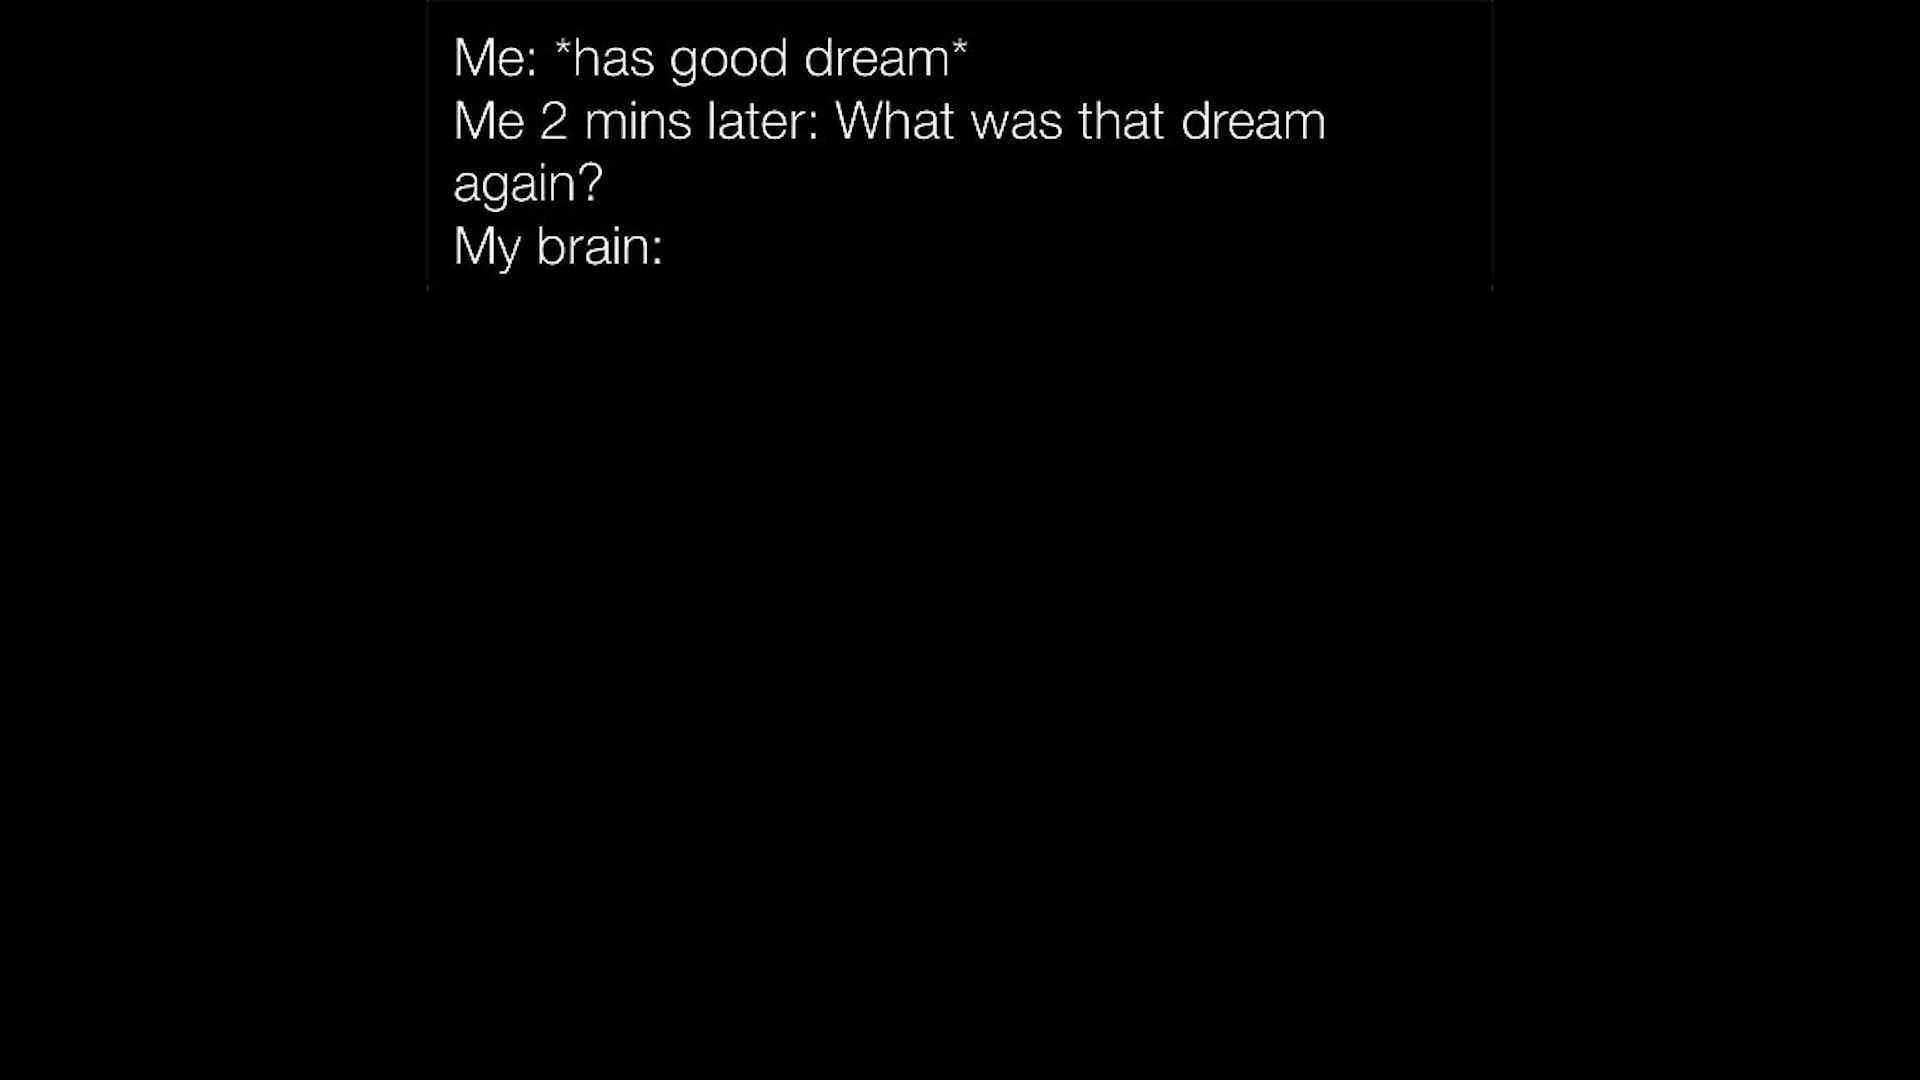 Me: *has good dream*
Me 2 mins later: What was that dream
again?
My brain: